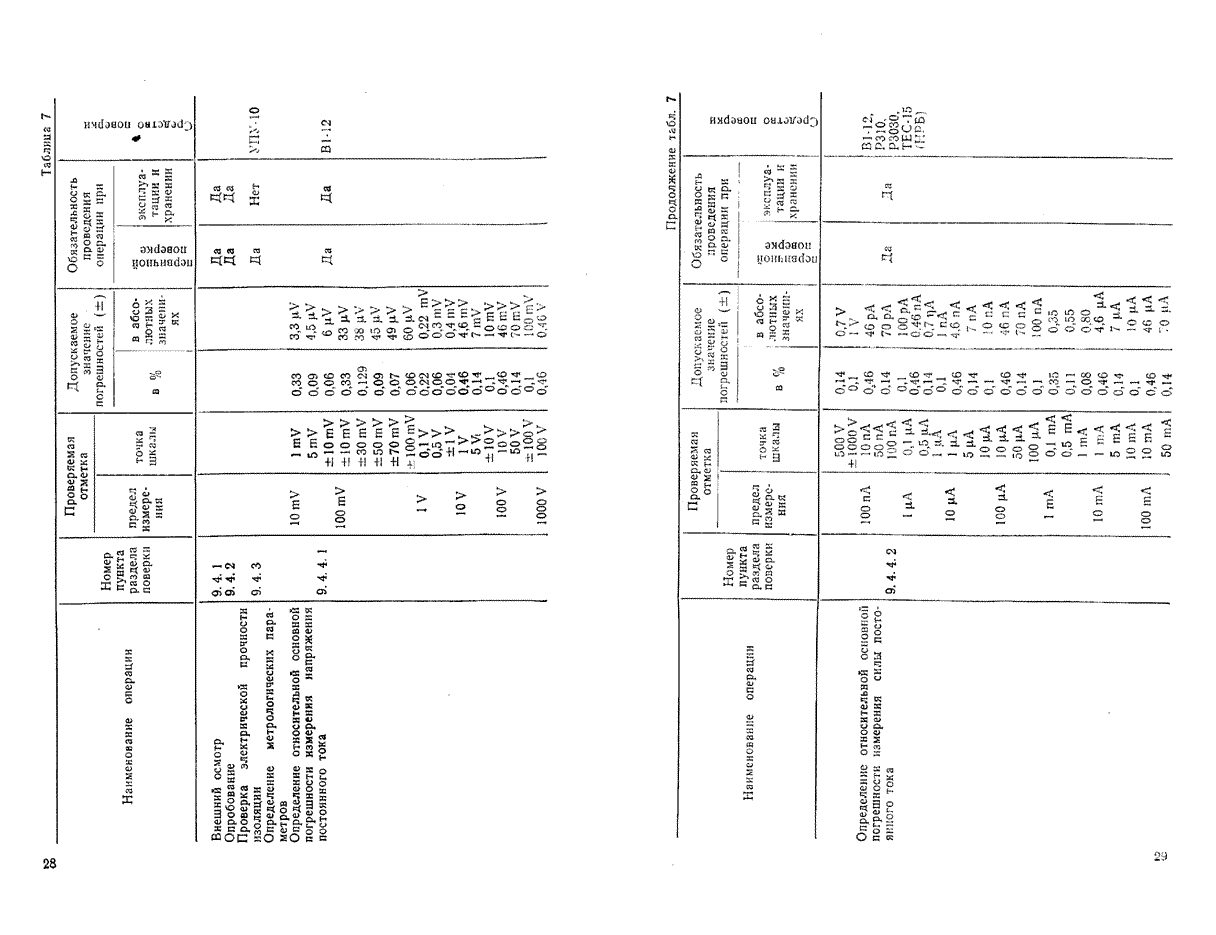 28
Таблица 7
Наименование операции
Номер пункта раздела поверки
Проверяемая отметка
предел измерения
точка шкалы
Допускаемое значение погрешностей (±)
в %
в абсолютных значениях
Обязательность проведения операции при
первичной поверке
эксплуатации и хранении
Средство поверки
Внешний осмотр 9. 4. 1 Да Да
Опробование 9. 4. 2 Да Да
Проверка электрической прочности изоляции 9. 4. 3 Да Нет УПУ-10
Определение метрологических параметров
Определение относительной основной погрешности измерения напряжения постоянного тока 9. 4. 4. 1 Да Да В1-12
10 mV 1 mV 0,33 3,3 μV
5 mV 0,09 4,5 μV
± 10 mV 0,06 6 μV
100 mV ± 10 mV 0,33 33 μV
± 30 mV 0,129 38 μV
± 50 mV 0,09 45 μV
± 70 mV 0,07 49 μV
± 100 mV 0,06 60 μV
1 V 0,1 V 0,22 0,22 mV
0,5 V 0,06 0,3 mV
± 1 V 0,04 0,4 mV
10 V 1 V 0,46 4,6 mV
5 V 0,14 7 mV
± 10 V 0,1 10 mV
100 V 10 V 0,46 46 mV
50 V 0,14 70 mV
± 100 V 0,1 100 mV
1000 V 100 V 0,46 0,46 V
Продолжение табл. 7
Наименование операции
Номер пункта раздела поверки
Проверяемая отметка
предел измерения
точка шкалы
Допускаемое значение погрешностей (±)
в %
в абсолютных значениях
Обязательность проведения операции при
первичной поверке
эксплуатации и хранении
Средство поверки
500 V 0,14 0,7 V
± 1000 V 0,1 1 V
Определение относительной основной погрешности измерения силы постоянного тока 9. 4. 4. 2 Да Да В1-12, Р310, Р3030, ТЕС-15 (НРБ)
100 nA 10 nA 0,46 46 pA
50 nA 0,14 70 pA
100 nA 0,1 100 pA
1 μA 0,1 μA 0,46 0,46 nA
0,5 μA 0,14 0,7 nA
1 μA 0,1 1 nA
10 μA 1 μA 0,46 4,6 nA
5 μA 0,14 7 nA
10 μA 0,1 10 nA
100 μA 10 μA 0,46 46 nA
50 μA 0,14 70 nA
100 μA 0,1 100 nA
1 mA 0,1 mA 0,35 0,35
0,5 mA 0,11 0,55
1 mA 0,08 0,80
10 mA 1 mA 0,46 4,6 μA
5 mA 0,14 7 μA
10 mA 0,1 10 μA
100 mA 10 mA 0,46 46 μA
50 mA 0,14 70 μA
29